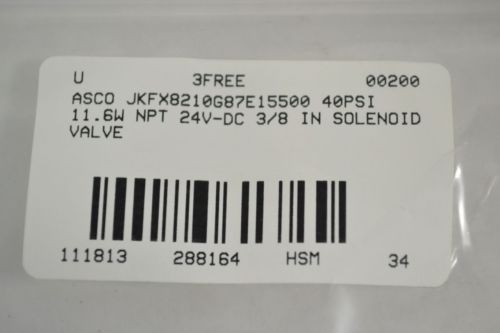 U 3FREE 00200
ASCO JKFX8210G87E15500 40PSI
11.6W NPT 24V-DC 3/8 IN SOLENOID
VALVE
111813 288164 HSM 34